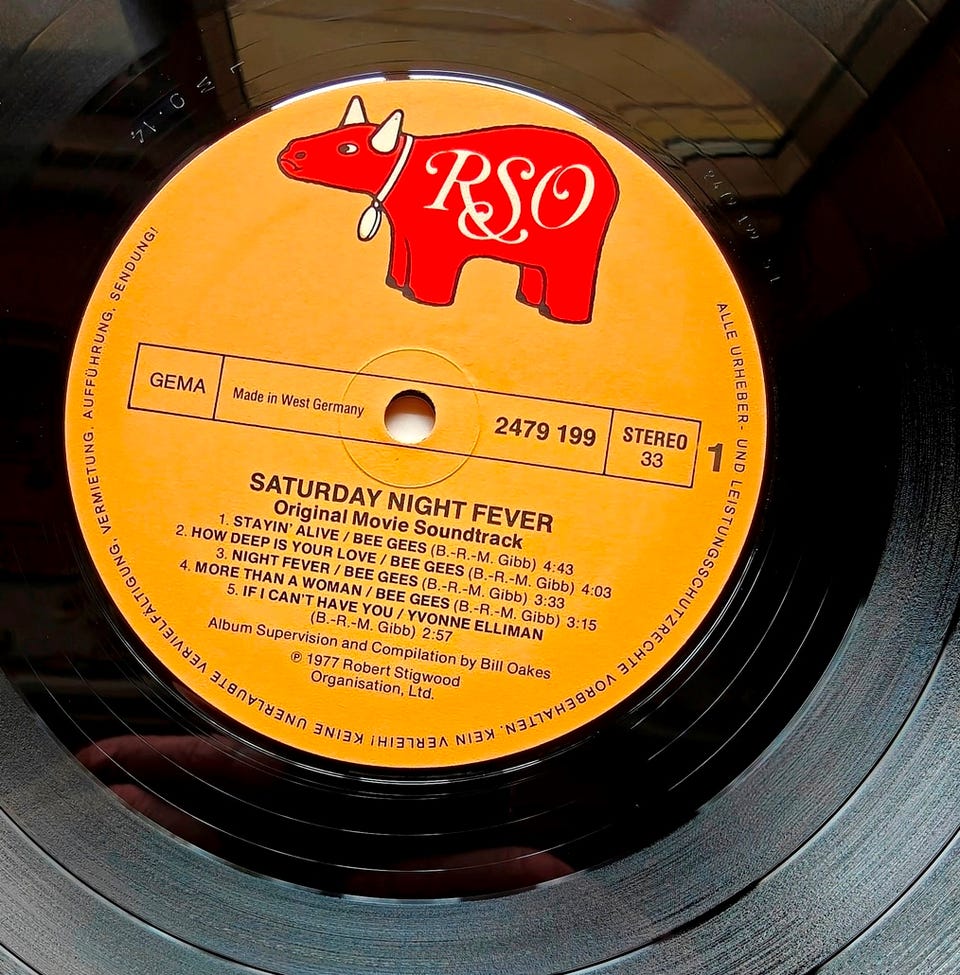 RSO
GEMA
Made in West Germany
2479 199
STEREO
33
1
SATURDAY NIGHT FEVER
Original Movie Soundtrack
1. STAYIN' ALIVE / BEE GEES (B.-R.-M. Gibb) 4:43
2. HOW DEEP IS YOUR LOVE / BEE GEES (B.-R.-M. Gibb) 4:03
3. NIGHT FEVER / BEE GEES (B.-R.-M. Gibb) 3:33
4. MORE THAN A WOMAN / BEE GEES (B.-R.-M. Gibb) 3:15
5. IF I CAN'T HAVE YOU / YVONNE ELLIMAN
(B.-R.-M. Gibb) 2:57
Album Supervision and Compilation by Bill Oakes
℗ 1977 Robert Stigwood
Organisation, Ltd.
ALLE URHEBER- UND LEISTUNGSSCHUTZRECHTE VORBEHALTEN. KEIN VERLEIH! KEINE UNERLAUBTE VERVIELFÄLTIGUNG, VERMIETUNG, AUFFÜHRUNG, SENDUNG!